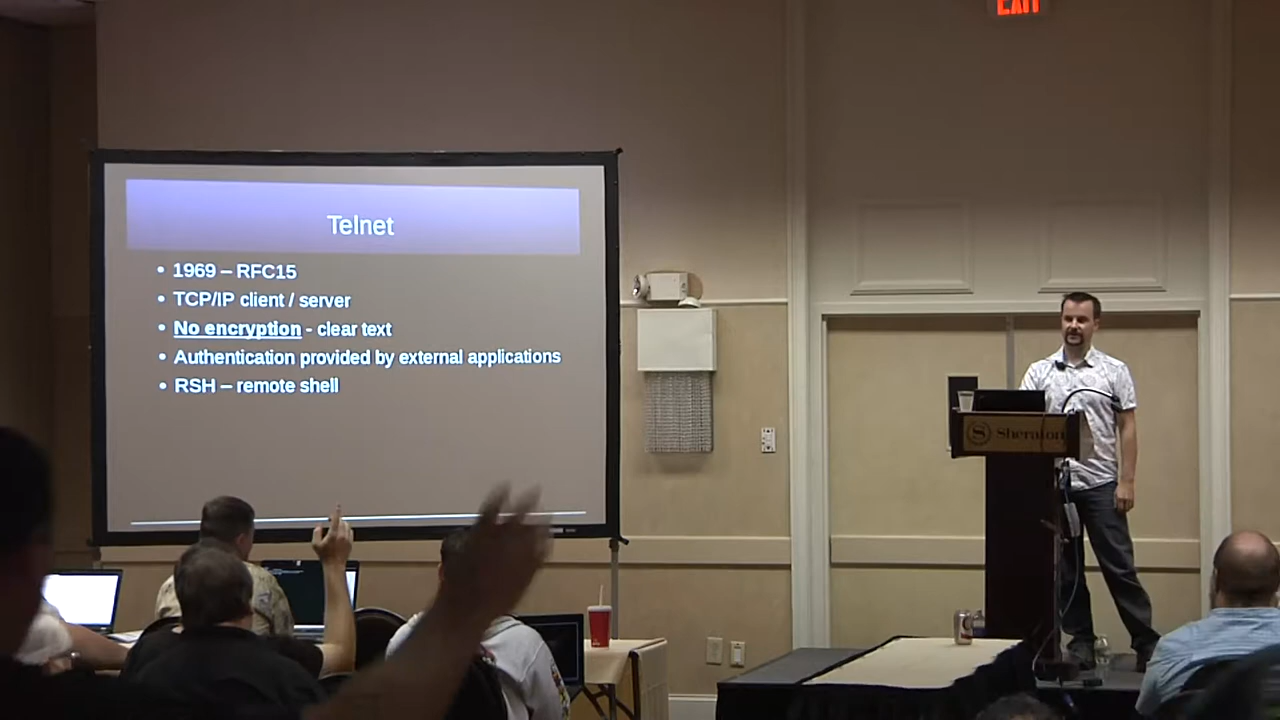 EXIT
Telnet
• 1969 – RFC15
• TCP/IP client / server
• No encryption - clear text
• Authentication provided by external applications
• RSH – remote shell
S Sheraton